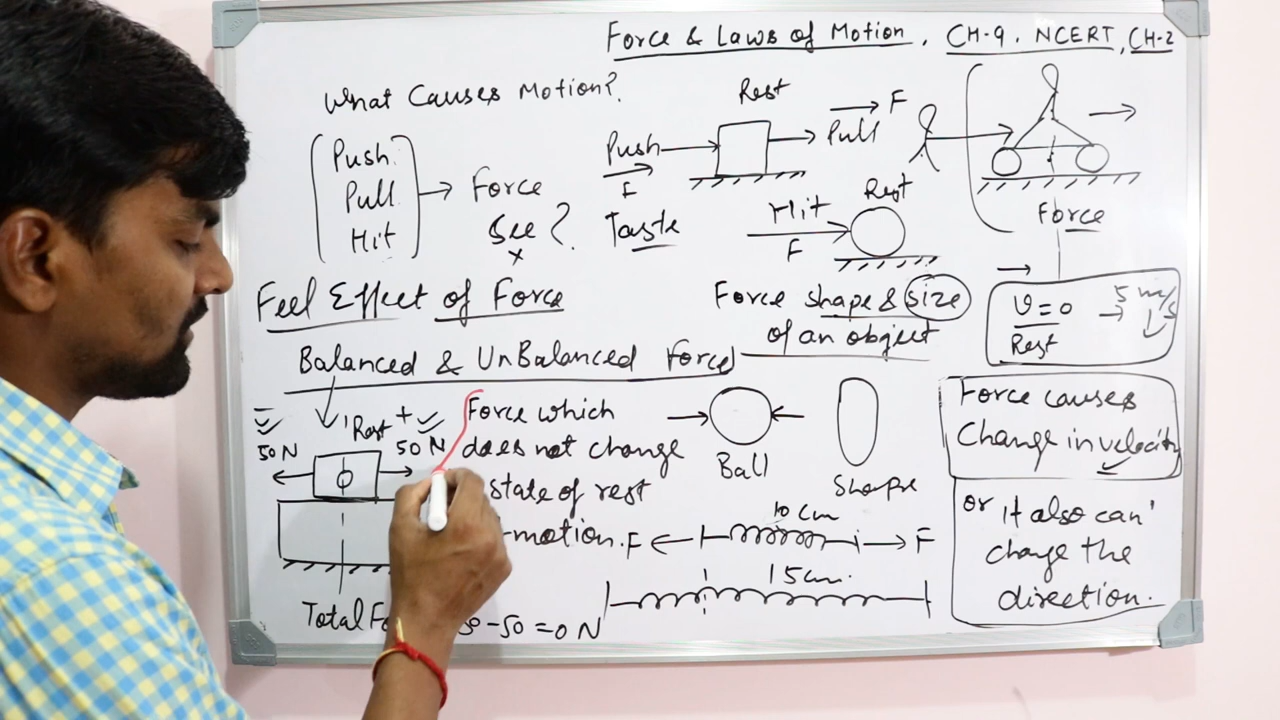 Force & Laws of Motion, CH-9, NCERT, CH-2
What Causes Motion?
Push
Pull
Hit
Force
See ?
x
Push
F
Taste
Rest
F
Pull
Hit
F
Rest
Force
Feel Effect of Force
Force shape & size
of an object
v = 0
Rest
5 m/s
Balanced & UnBalanced Force
50 N
Rest
+
50 N
Force which
does not change
state of rest
motion.
Total
50 = 0 N
Ball
Shape
F
10 cm
F
15 cm.
Force causes
Change in velocity
or It also can
change the
direction.